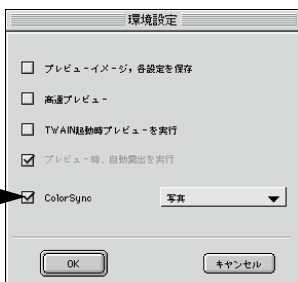 環境設定
プレビューイメージ，各設定を保存
高速プレビュー
TWAIN起動時プレビューを実行
プレビュー時、自動露出を実行
ColorSync 写真
OK キャンセル